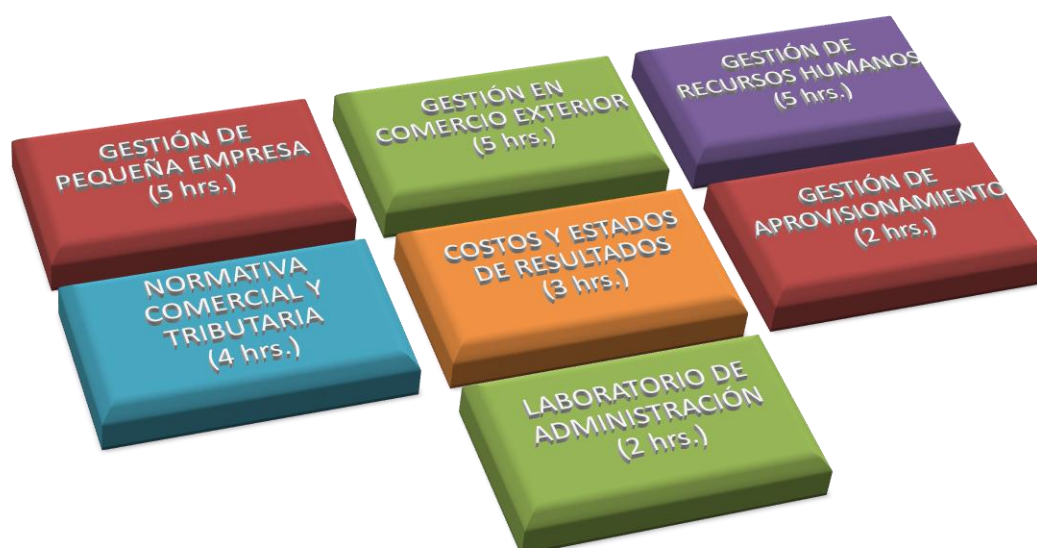 GESTIÓN DE
PEQUEÑA EMPRESA
(5 hrs.)
GESTIÓN EN
COMERCIO EXTERIOR
(5 hrs.)
GESTIÓN DE
RECURSOS HUMANOS
(5 hrs.)
NORMATIVA
COMERCIAL Y
TRIBUTARIA
(4 hrs.)
COSTOS Y ESTADOS
DE RESULTADOS
(3 hrs.)
GESTIÓN DE
APROVISIONAMIENTO
(2 hrs.)
LABORATORIO DE
ADMINISTRACIÓN
(2 hrs.)